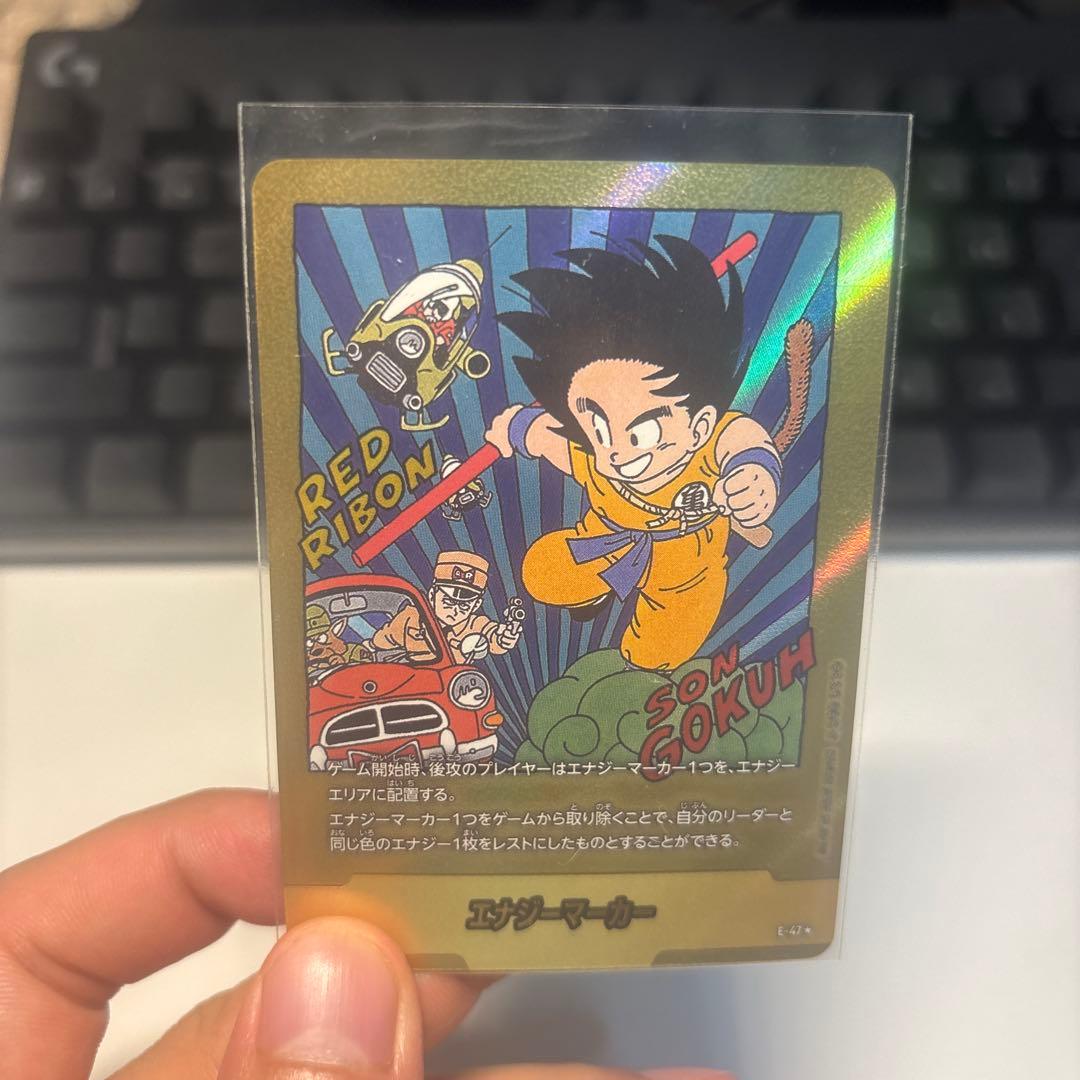 RED
RIBON
亀
SON
GOKUH
ゲーム開始時、後攻のプレイヤーはエナジーマーカー1つを、エナジー
エリアに配置する。
エナジーマーカー1つをゲームから取り除くことで、自分のリーダーと
同じ色のエナジー1枚をレストにしたものとすることができる。
エナジーマーカー
E-47★